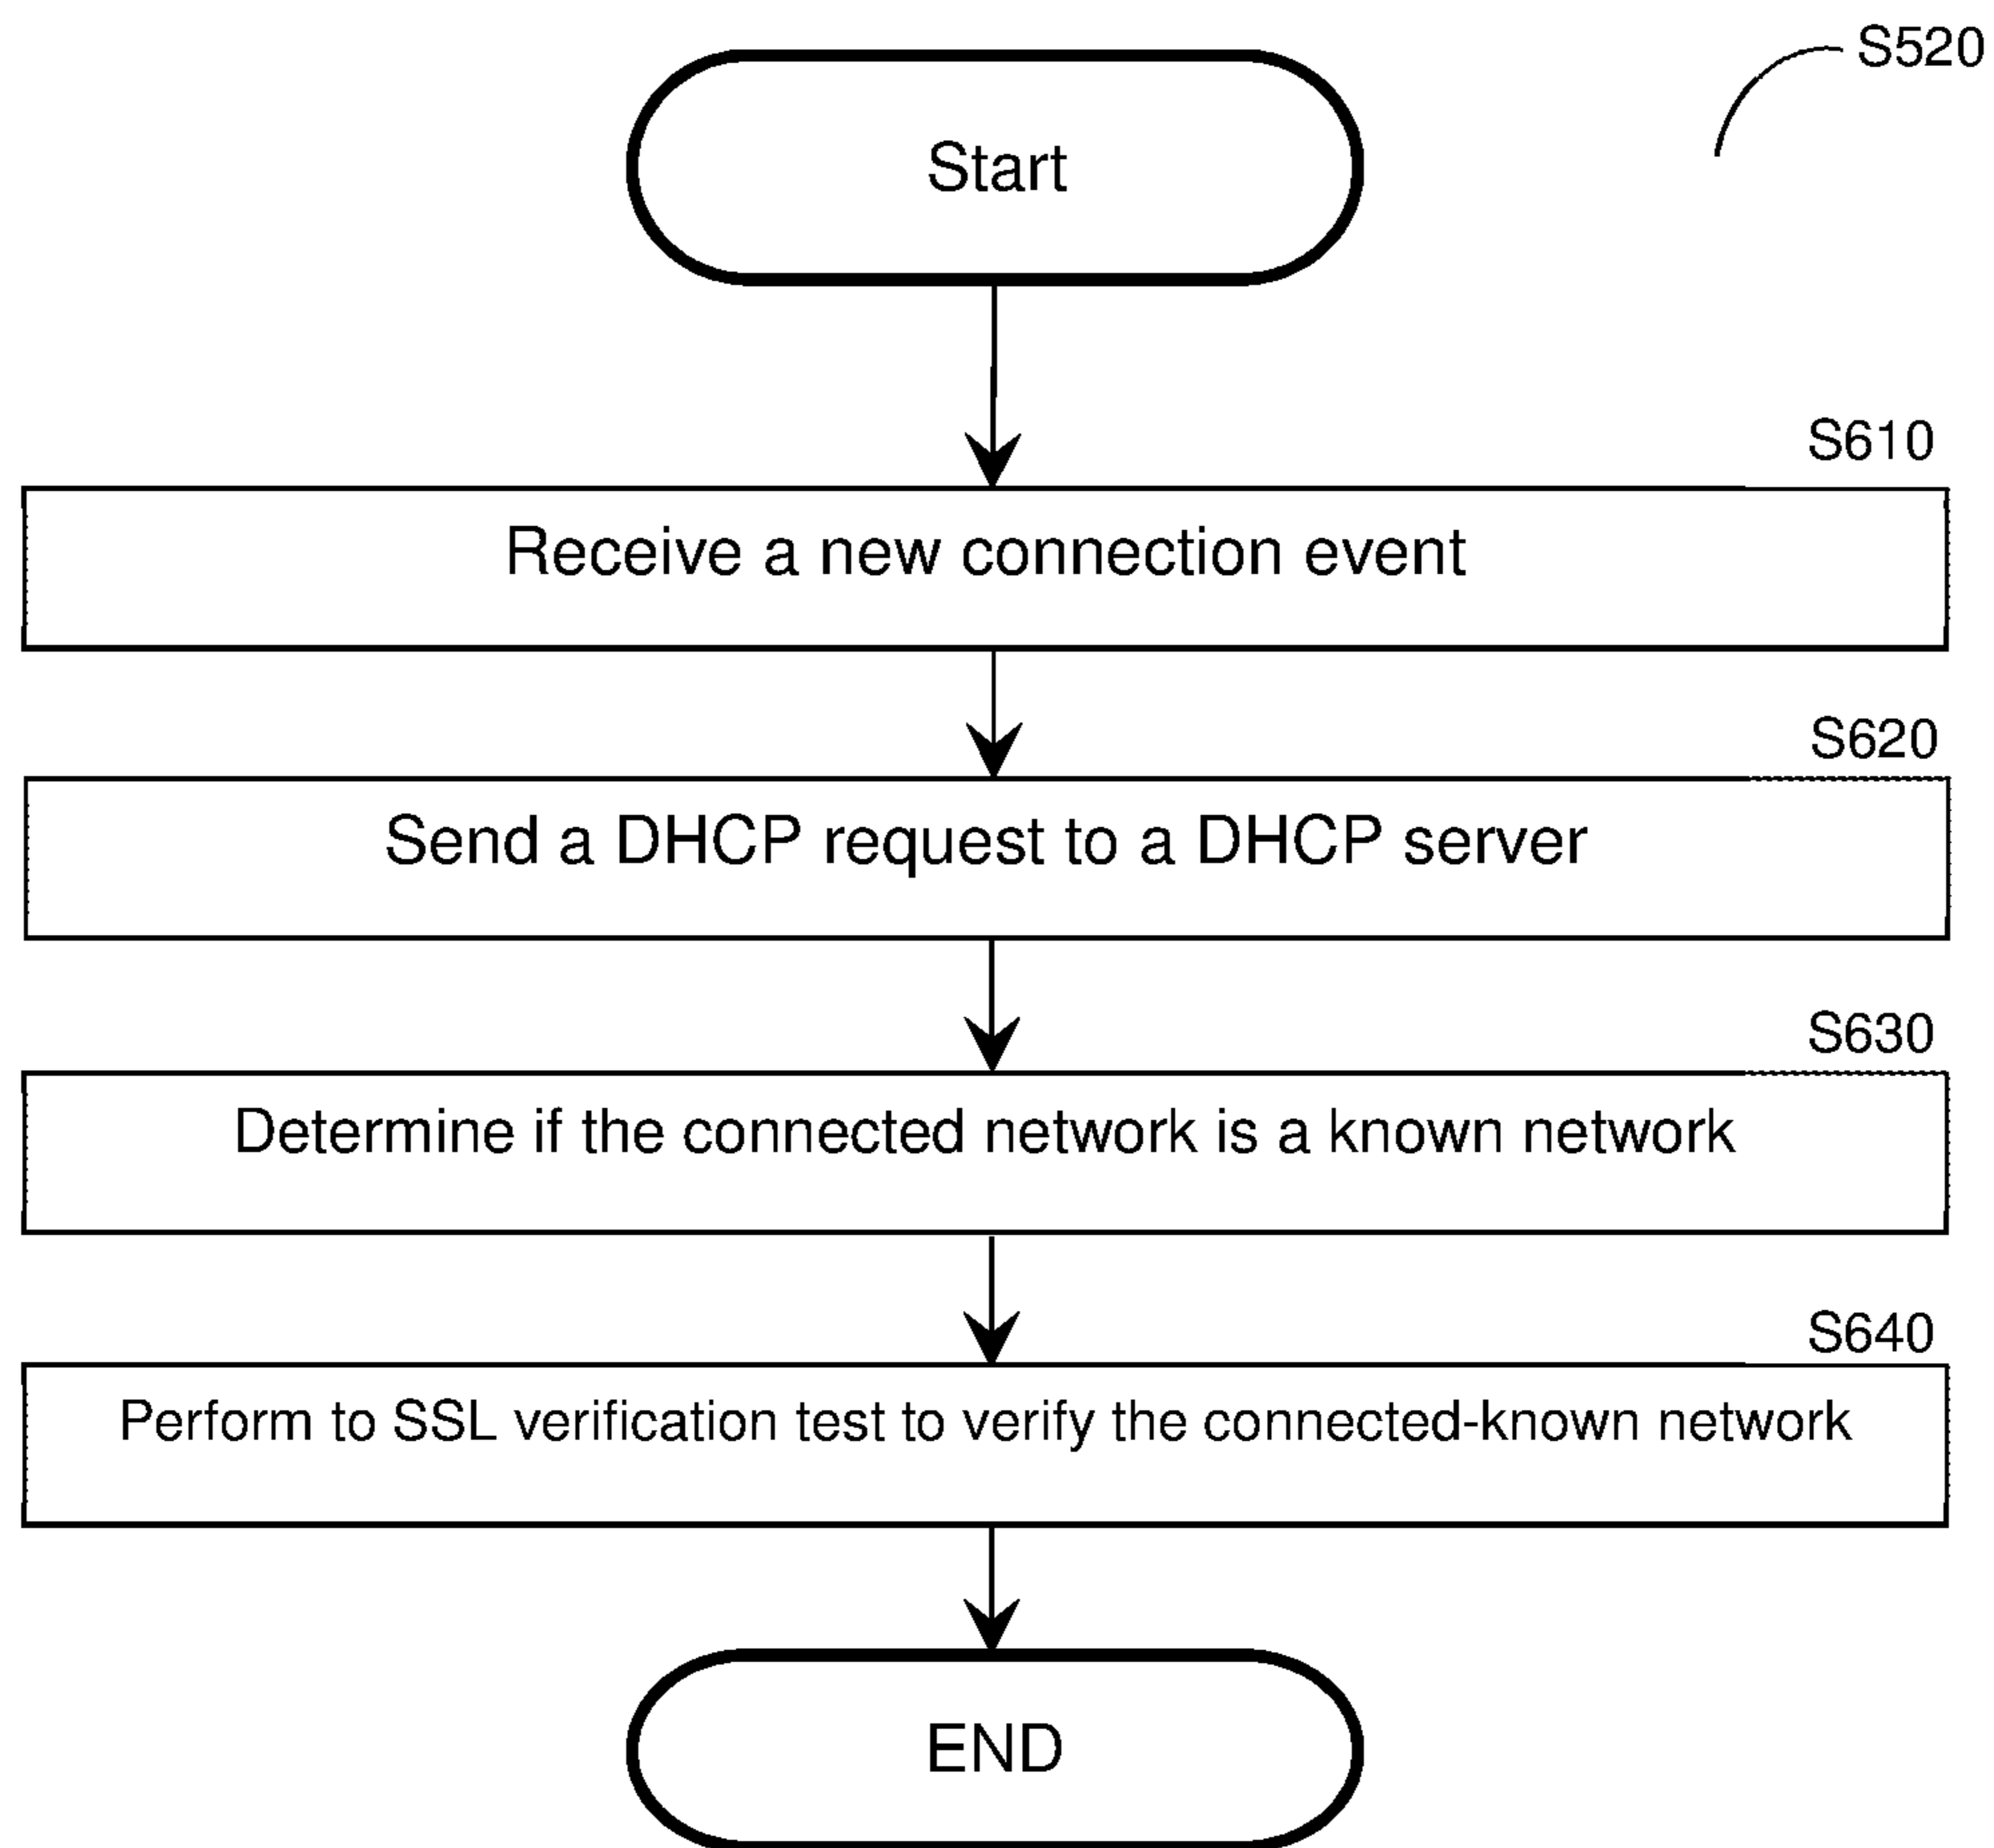 S520
Start
S610
Receive a new connection event
S620
Send a DHCP request to a DHCP server
S630
Determine if the connected network is a known network
S640
Perform to SSL verification test to verify the connected-known network
END